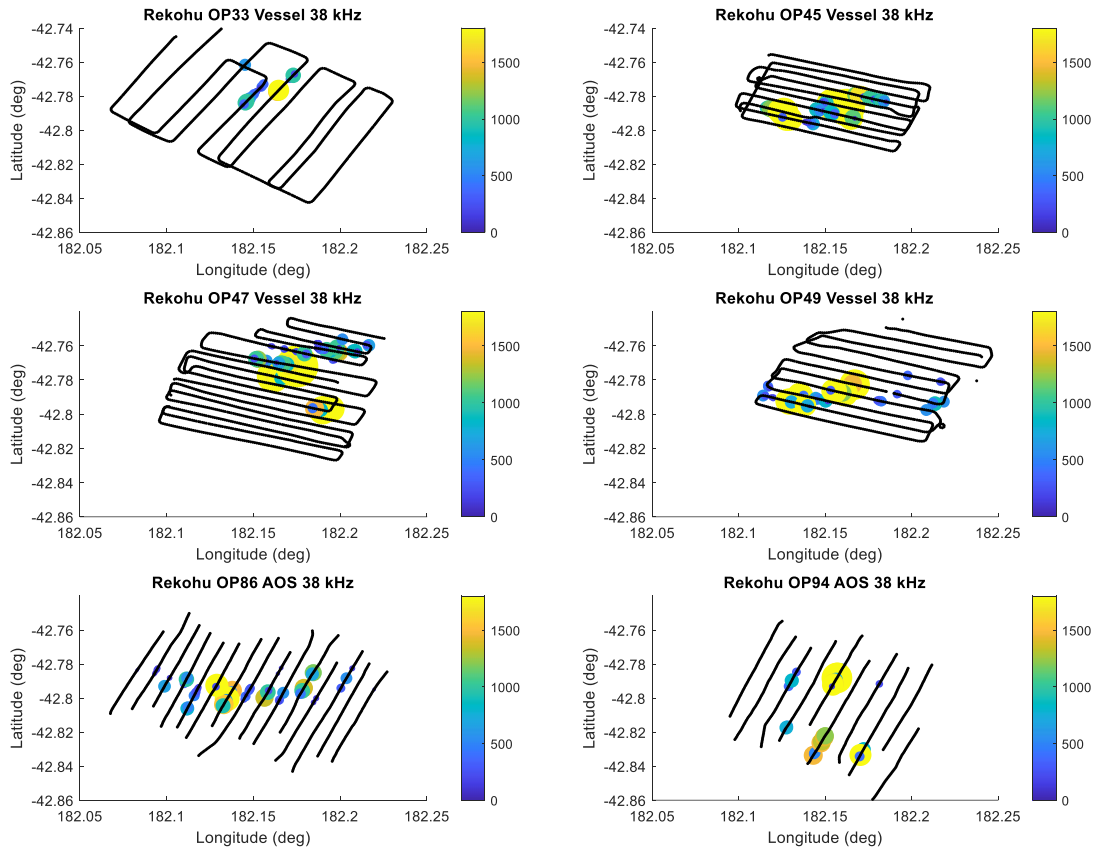 Rekohu OP33 Vessel 38 kHz
-42.74
-42.76
-42.78
-42.8
-42.82
-42.84
-42.86
Latitude (deg)
182.05 182.1 182.15 182.2 182.25
Longitude (deg)
1500
1000
500
0
Rekohu OP45 Vessel 38 kHz
-42.74
-42.76
-42.78
-42.8
-42.82
-42.84
-42.86
Latitude (deg)
182.05 182.1 182.15 182.2 182.25
Longitude (deg)
1500
1000
500
0
Rekohu OP47 Vessel 38 kHz
-42.76
-42.78
-42.8
-42.82
-42.84
-42.86
Latitude (deg)
182.05 182.1 182.15 182.2 182.25
Longitude (deg)
1500
1000
500
0
Rekohu OP49 Vessel 38 kHz
-42.76
-42.78
-42.8
-42.82
-42.84
-42.86
Latitude (deg)
182.05 182.1 182.15 182.2 182.25
Longitude (deg)
1500
1000
500
0
Rekohu OP86 AOS 38 kHz
-42.76
-42.78
-42.8
-42.82
-42.84
-42.86
Latitude (deg)
182.05 182.1 182.15 182.2 182.25
Longitude (deg)
1500
1000
500
0
Rekohu OP94 AOS 38 kHz
-42.76
-42.78
-42.8
-42.82
-42.84
-42.86
Latitude (deg)
182.05 182.1 182.15 182.2 182.25
Longitude (deg)
1500
1000
500
0